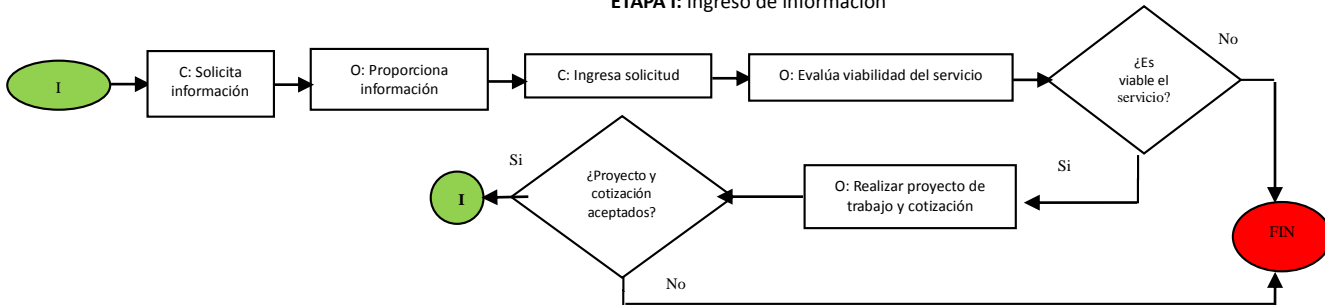 ETAPA I: Ingreso de información
I
C: Solicita
información
O: Proporciona
información
C: Ingresa solicitud
O: Evalúa viabilidad del servicio
¿Es
viable el
servicio?
No
Si
O: Realizar proyecto de
trabajo y cotización
¿Proyecto y
cotización
aceptados?
Si
I
No
FIN